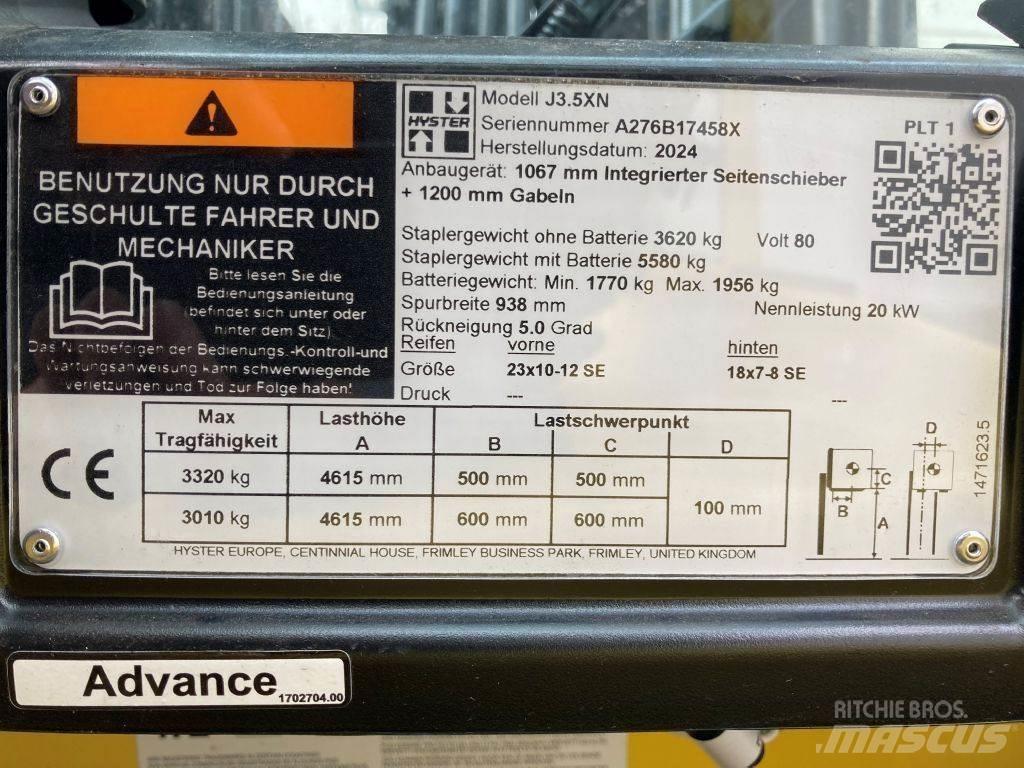 BENUTZUNG NUR DURCH
GESCHULTE FAHRER UND
MECHANIKER
Bitte lesen Sie die
Bedienungsanleitung
(befindet sich unter oder
hinter dem Sitz).
Das Nichtbefolgen der Bedienungs.-Kontroll-und
Wartungsanweisung kann schwerwiegende
Verletzungen und Tod zur Folge haben!
HYSTER
Modell J3.5XN
Seriennummer A276B17458X
Herstellungsdatum: 2024
PLT 1
Anbaugerät: 1067 mm Integrierter Seitenschieber
+ 1200 mm Gabeln
Staplergewicht ohne Batterie 3620 kg Volt 80
Staplergewicht mit Batterie 5580 kg
Batteriegewicht: Min. 1770 kg Max. 1956 kg
Spurbreite 938 mm Nennleistung 20 kW
Rückneigung 5.0 Grad
Reifen vorne hinten
Größe 23x10-12 SE 18x7-8 SE
Druck --- ---
Max Tragfähigkeit Lasthöhe A Lastschwerpunkt B C D
3320 kg 4615 mm 500 mm 500 mm 100 mm
3010 kg 4615 mm 600 mm 600 mm
CE
D
C
B
A
1471623.5
HYSTER EUROPE, CENTINNIAL HOUSE, FRIMLEY BUSINESS PARK, FRIMLEY, UNITED KINGDOM
Advance 1702704.00
RITCHIE BROS.
MASCUS